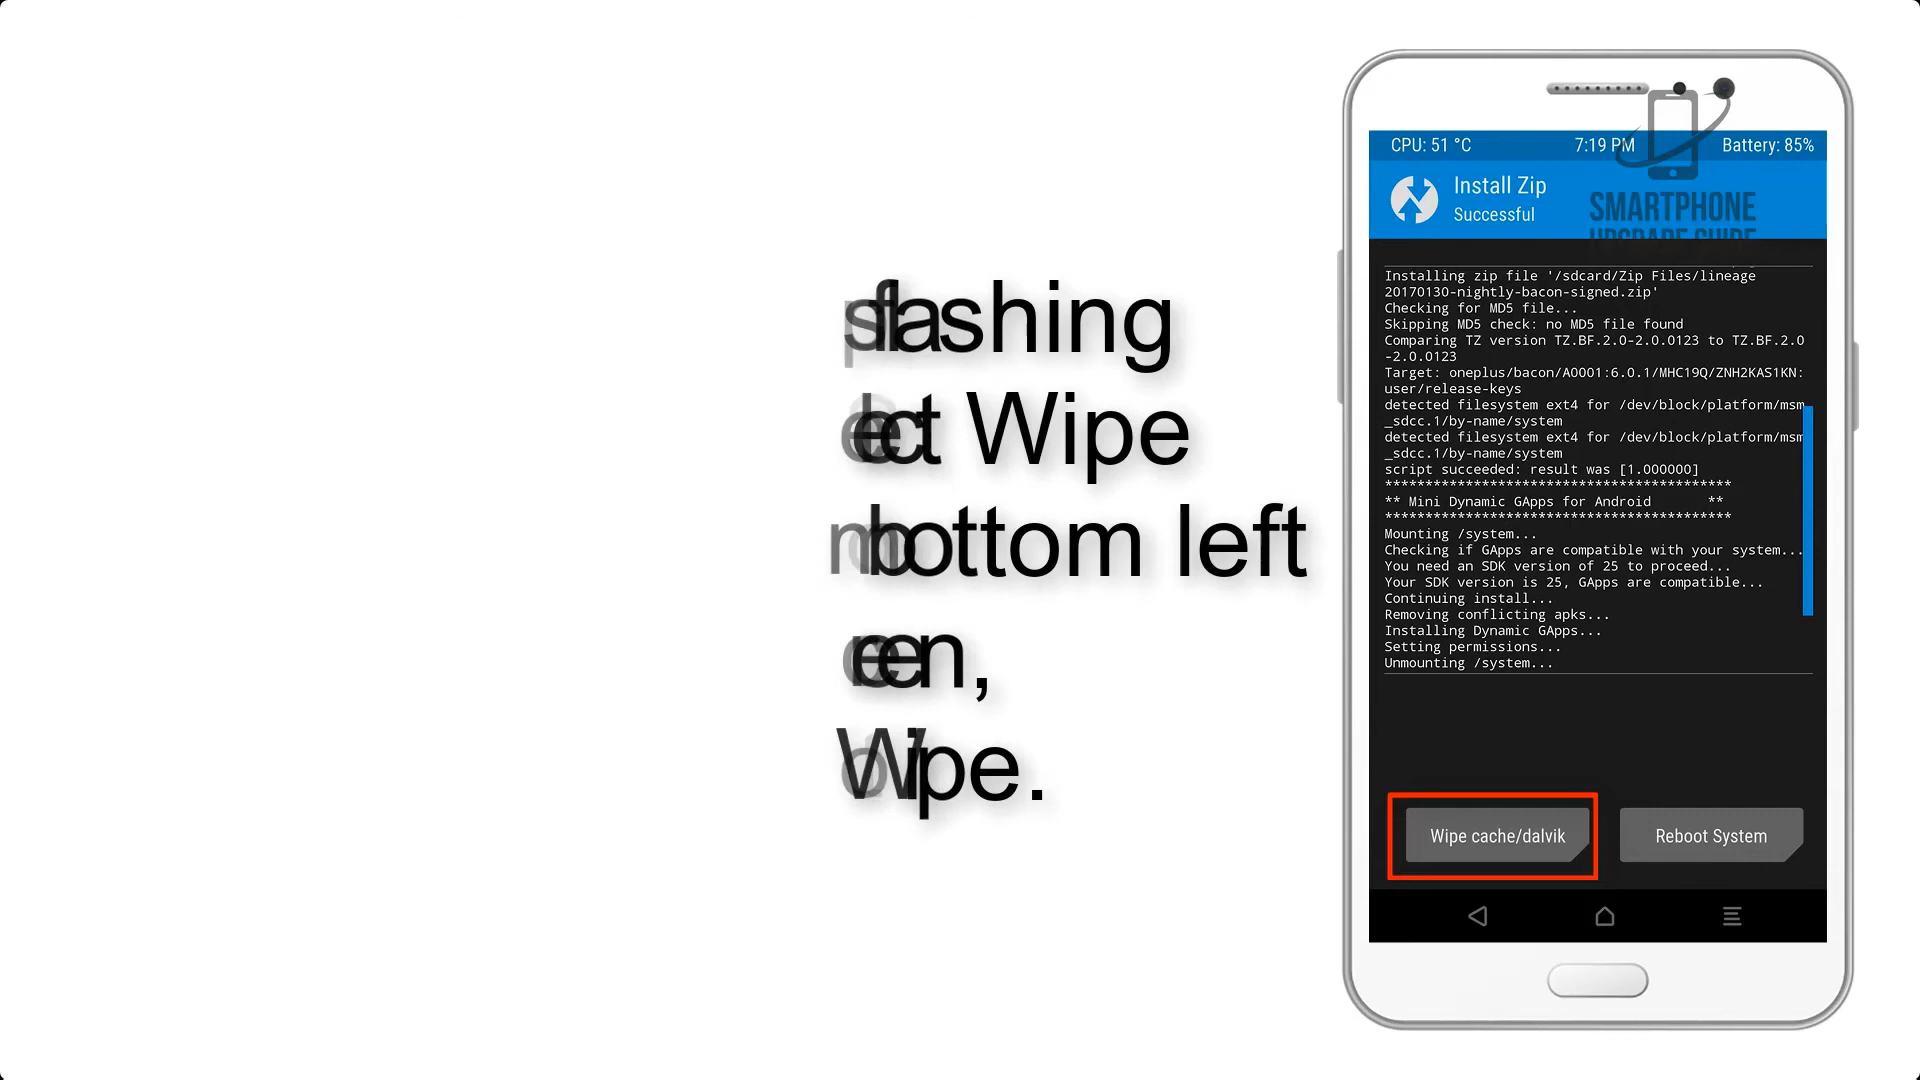 flashing
Wipe
bottom left
Wipe.
CPU: 51 °C 7:19 PM Battery: 85%
Install Zip
Successful
SMARTPHONE
UPGRADE GUIDE
Installing zip file '/sdcard/Zip Files/lineage
20170130-nightly-bacon-signed.zip'
Checking for MD5 file...
Skipping MD5 check: no MD5 file found
Comparing TZ version TZ.BF.2.0-2.0.0123 to TZ.BF.2.0
-2.0.0123
Target: oneplus/bacon/A0001:6.0.1/MHC19Q/ZNH2KAS1KN:
user/release-keys
detected filesystem ext4 for /dev/block/platform/msm
_sdcc.1/by-name/system
detected filesystem ext4 for /dev/block/platform/msm
_sdcc.1/by-name/system
script succeeded: result was [1.000000]
*******************************************
** Mini Dynamic GApps for Android **
*******************************************
Mounting /system...
Checking if GApps are compatible with your system...
You need an SDK version of 25 to proceed...
Your SDK version is 25, GApps are compatible...
Continuing install...
Removing conflicting apks...
Installing Dynamic GApps...
Setting permissions...
Unmounting /system...
Wipe cache/dalvik Reboot System